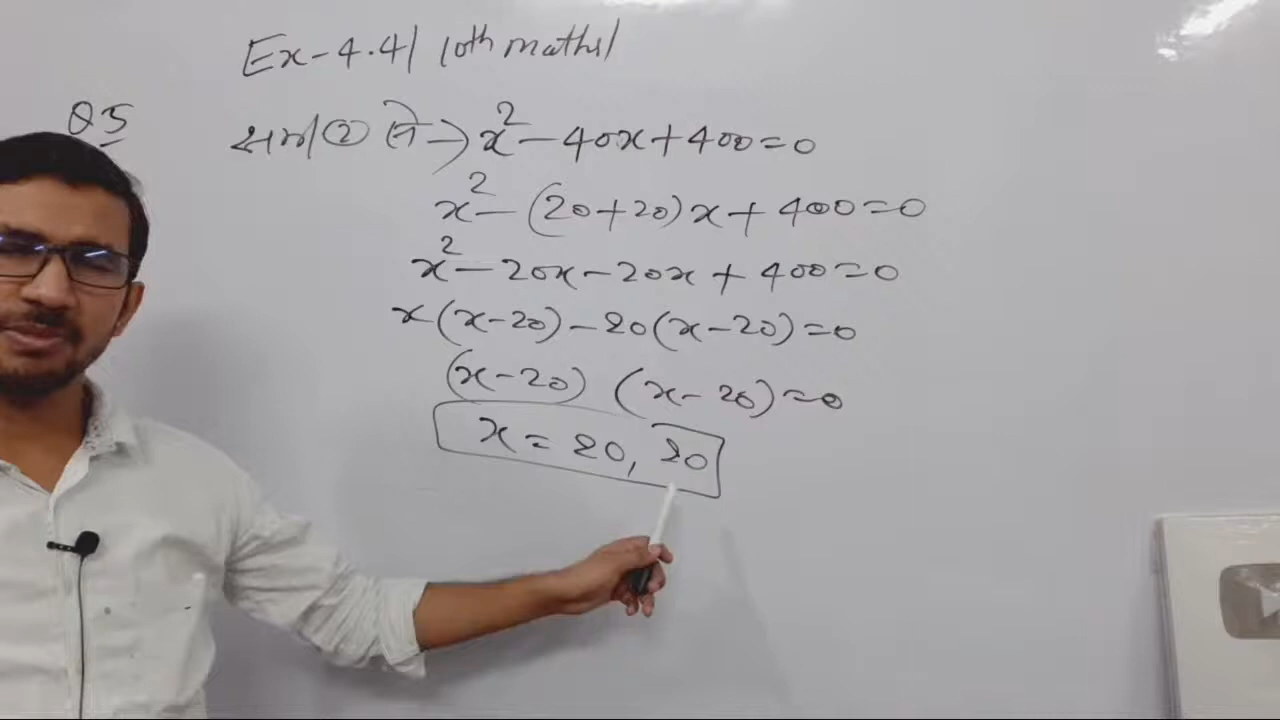 Ex-4.4/ 10th maths/
Q5
समी② से → x² - 40x + 400 = 0
x² - (20+20)x + 400 = 0
x² - 20x - 20x + 400 = 0
x(x-20) - 20(x-20) = 0
(x-20) (x-20) = 0
x = 20, 20